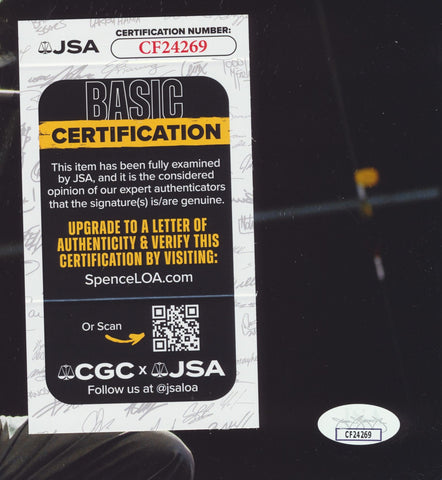 JSA
CERTIFICATION NUMBER:
CF24269
BASIC
CERTIFICATION
This item has been fully examined
by JSA, and it is the considered
opinion of our expert authenticators
that the signature(s) is/are genuine.
UPGRADE TO A LETTER OF
AUTHENTICITY & VERIFY THIS
CERTIFICATION BY VISITING:
SpenceLOA.com
Or Scan
CGC x JSA
Follow us at @jsaloa
CF24269